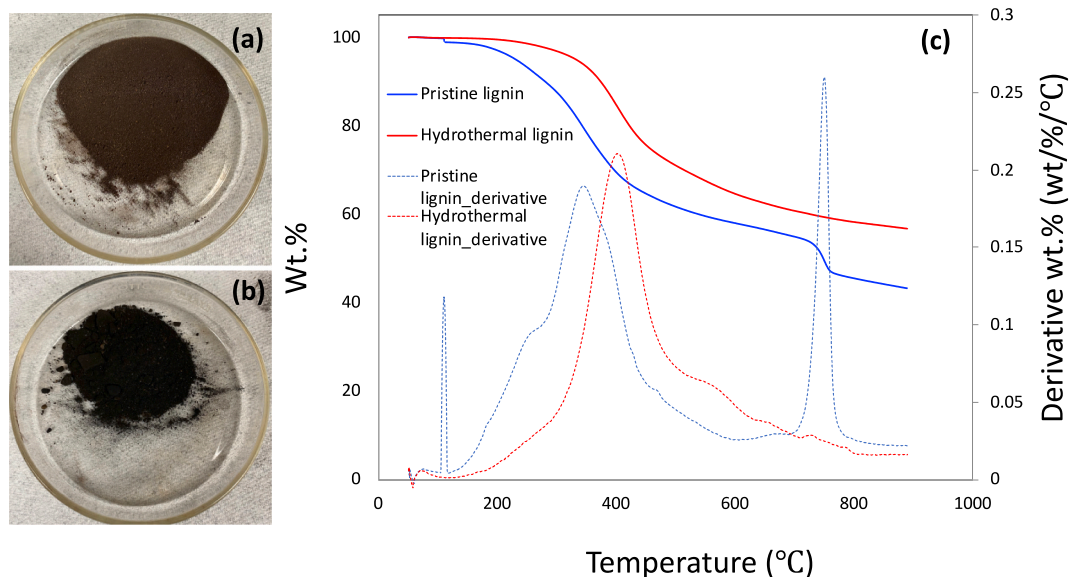 (a)
(b)
(c)
100
80
60
40
20
0
Wt.%
Pristine lignin
Hydrothermal lignin
Pristine
lignin_derivative
Hydrothermal
lignin_derivative
0.3
0.25
0.2
0.15
0.1
0.05
0
Derivative wt.% (wt/%/°C)
0
200
400
600
800
1000
Temperature (°C)